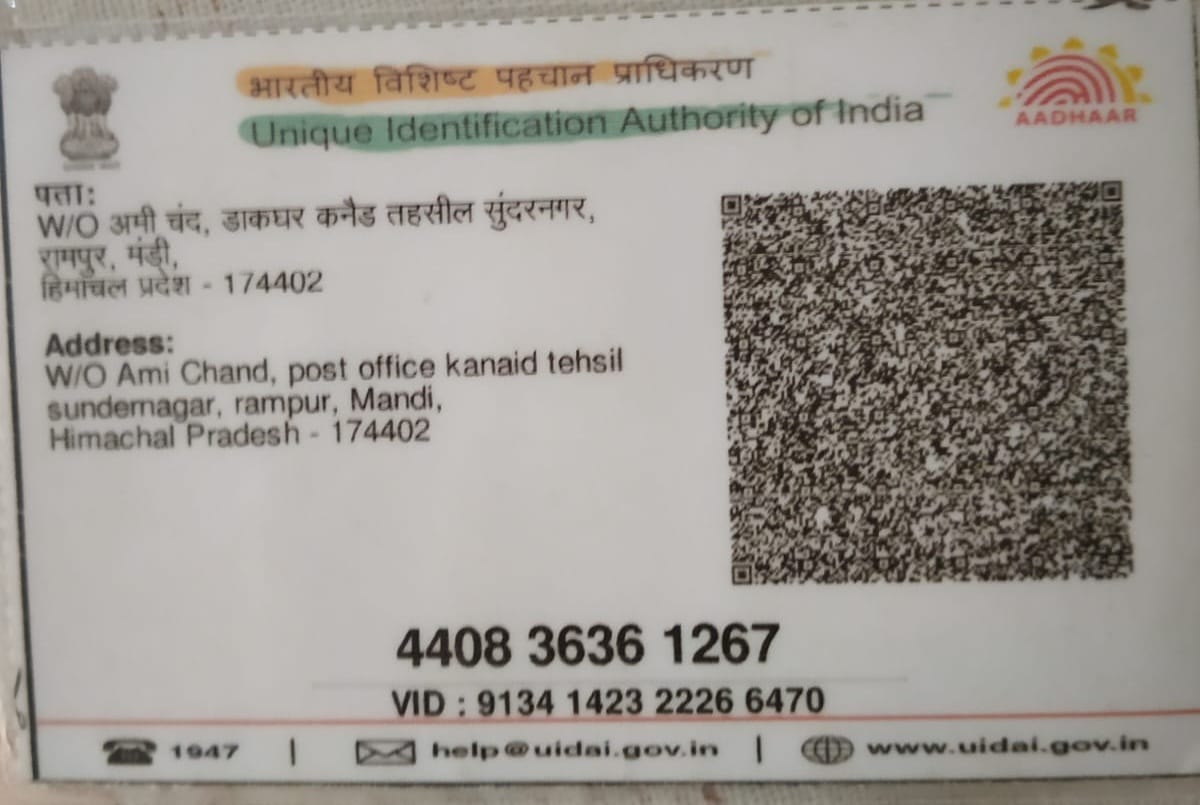 भारतीय विशिष्ट पहचान प्राधिकरण
Unique Identification Authority of India
AADHAAR
पता:
W/O अमी चंद, डाकघर कनैड तहसील सुंदरनगर,
रामपुर, मंडी,
हिमाचल प्रदेश - 174402
Address:
W/O Ami Chand, post office kanaid tehsil
sundernagar, rampur, Mandi,
Himachal Pradesh - 174402
4408 3636 1267
VID : 9134 1423 2226 6470
1947 | help@uidai.gov.in | www.uidai.gov.in